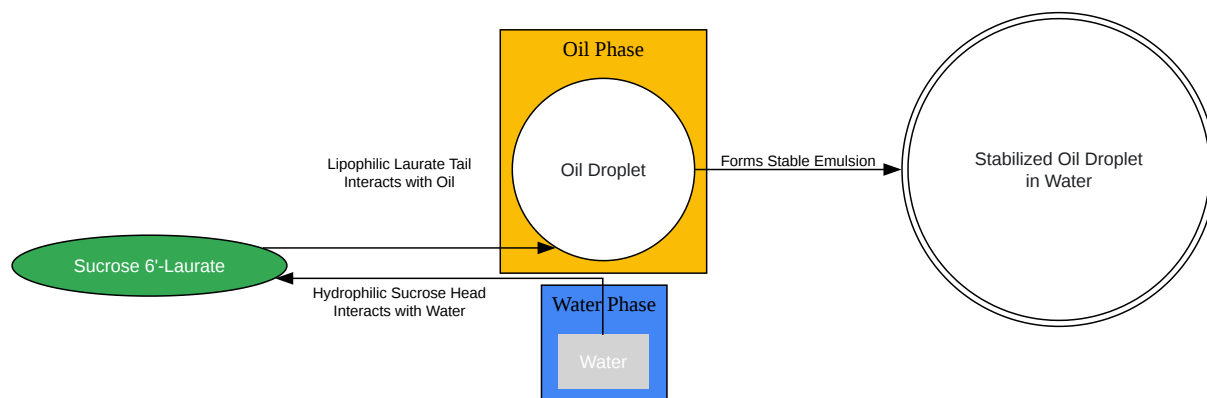 Oil Phase
Lipophilic Laurate Tail
Interacts with Oil
Oil Droplet
Forms Stable Emulsion
Stabilized Oil Droplet
in Water
Sucrose 6'-Laurate
Hydrophilic Sucrose Head
Interacts with Water
Water Phase
Water